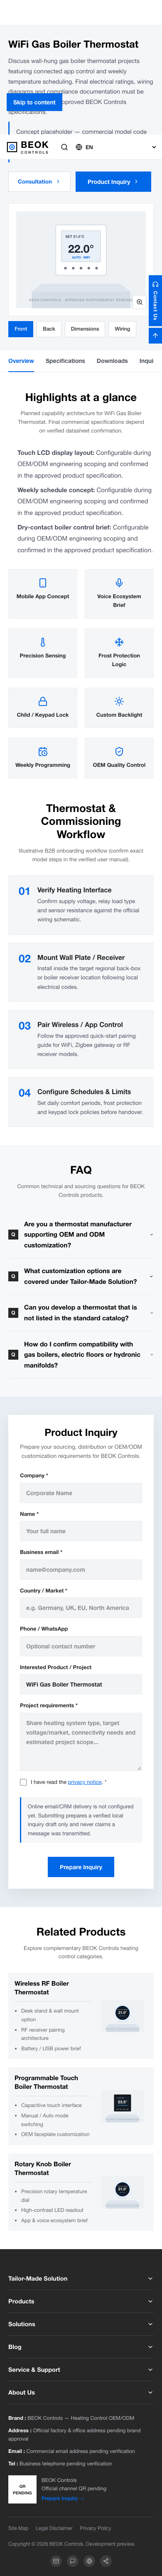 WiFi Gas Boiler Thermostat
Discuss wall-hung gas boiler thermostat projects
featuring connected app control and weekly
temperature scheduling. Final electrical ratings, wiring
diagrams and
approved BEOK Controls
specifications.
Skip to content
Concept placeholder — commercial model code
BEOK
CONTROLS
EN
Consultation
Product Inquiry
SET 21.0°C
22.0°
AUTO WIFI
BEOK CONTROLS · APPROVED PHOTOGRAPHY PENDING
Contact Us
Front
Back
Dimensions
Wiring
Overview
Specifications
Downloads
Inqui
Highlights at a glance
Planned capability architecture for WiFi Gas Boiler
Thermostat. Final commercial specifications depend
on verified datasheet confirmation.
Touch LCD display layout: Configurable during
OEM/ODM engineering scoping and confirmed
in the approved product specification.
Weekly schedule concept: Configurable during
OEM/ODM engineering scoping and confirmed
in the approved product specification.
Dry-contact boiler control brief: Configurable
during OEM/ODM engineering scoping and
confirmed in the approved product specification.
Mobile App Concept
Voice Ecosystem
Brief
Precision Sensing
Frost Protection
Logic
Child / Keypad Lock
Custom Backlight
Weekly Programming
OEM Quality Control
Thermostat &
Commissioning
Workflow
Illustrative B2B onboarding workflow (confirm exact
model steps in the verified user manual).
01
Verify Heating Interface
Confirm supply voltage, relay load type
and sensor resistance against the official
wiring schematic.
02
Mount Wall Plate / Receiver
Install inside the target regional back-box
or boiler receiver location following local
electrical codes.
03
Pair Wireless / App Control
Follow the approved quick-start pairing
guide for WiFi, Zigbee gateway or RF
receiver models.
04
Configure Schedules & Limits
Set daily comfort periods, frost protection
and keypad lock policies before handover.
FAQ
Common technical and sourcing questions for BEOK
Controls products.
Q
Are you a thermostat manufacturer
supporting OEM and ODM
customization?
Q
What customization options are
covered under Tailor-Made Solution?
Q
Can you develop a thermostat that is
not listed in the standard catalog?
Q
How do I confirm compatibility with
gas boilers, electric floors or hydronic
manifolds?
Product Inquiry
Prepare your sourcing, distribution or OEM/ODM
customization requirements for BEOK Controls.
Company *
Corporate Name
Name *
Your full name
Business email *
name@company.com
Country / Market *
e.g. Germany, UK, EU, North America
Phone / WhatsApp
Optional contact number
Interested Product / Project
WiFi Gas Boiler Thermostat
Project requirements *
Share heating system type, target
voltage/market, connectivity needs and
estimated project scope...
I have read the privacy notice. *
Online email/CRM delivery is not configured
yet. Submitting prepares a verified local
inquiry draft only and never claims a
message was transmitted.
Prepare Inquiry
Related Products
Explore complementary BEOK Controls heating
control categories.
Wireless RF Boiler
Thermostat
Desk stand & wall mount
option
RF receiver pairing
architecture
Battery / USB power brief
21.0°
Programmable Touch
Boiler Thermostat
Capacitive touch interface
Manual / Auto mode
switching
OEM faceplate customization
Rotary Knob Boiler
Thermostat
Precision rotary temperature
dial
High-contrast LED readout
App & voice ecosystem brief
21.0°
Tailor-Made Solution
Products
Solutions
Blog
Service & Support
About Us
Brand : BEOK Controls — Heating Control OEM/ODM
Address : Official factory & office address pending brand
approval
Email : Commercial email address pending verification
Tel : Business telephone pending verification
QR
PENDING
BEOK Controls
Official channel QR pending
Prepare Inquiry →
Site Map
Legal Disclaimer
Privacy Policy
Copyright © 2026 BEOK Controls. Development preview.